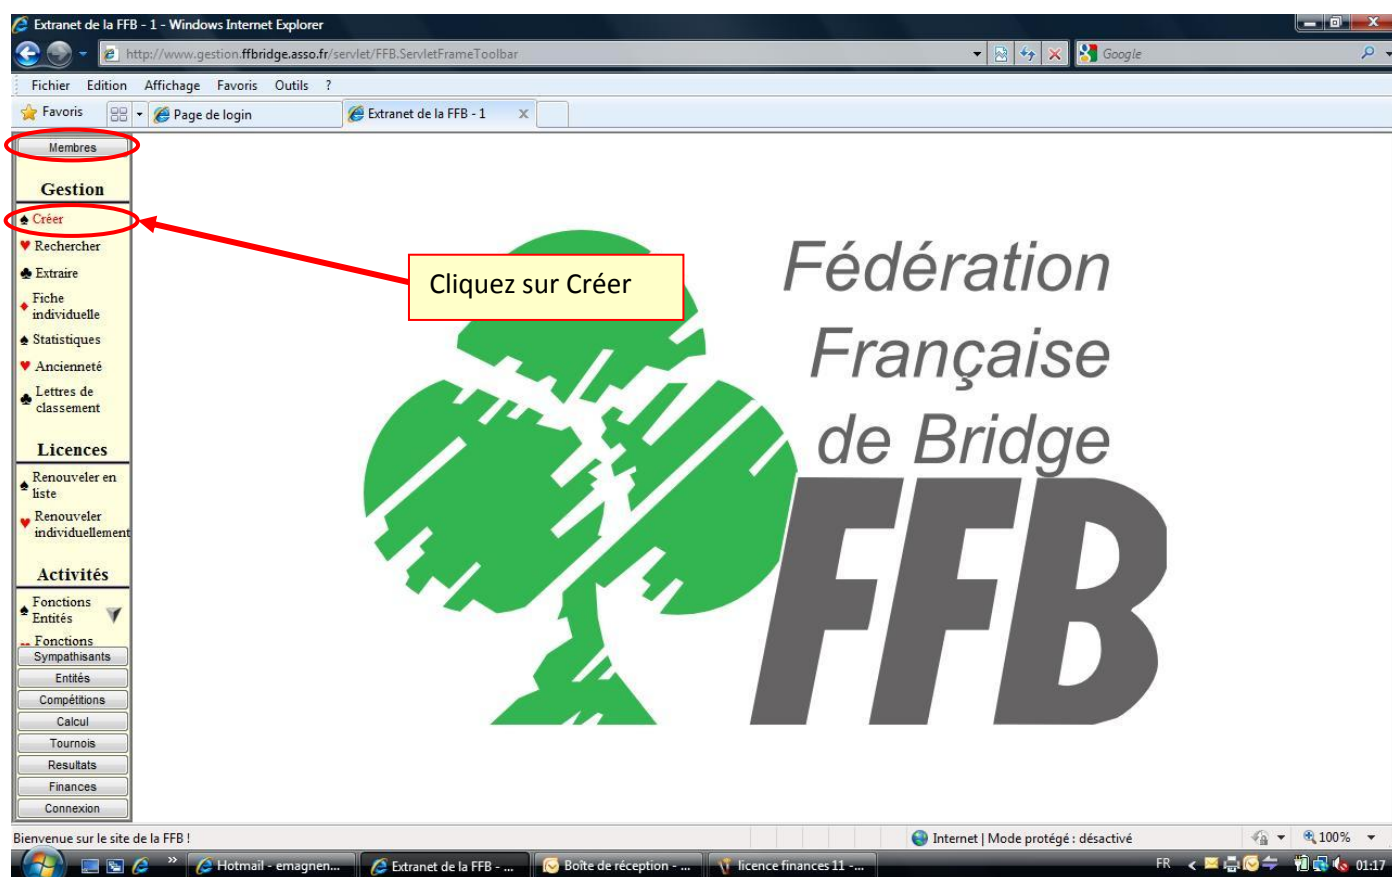 Extranet de la FFB - 1 - Windows Internet Explorer
http://www.gestion.ffbridge.asso.fr/servlet/FFB.ServletFrameToolbar
Google
Fichier Edition Affichage Favoris Outils ?
Favoris
Page de login
Extranet de la FFB - 1
x
Membres
Gestion
Créer
Rechercher
Extraire
Fiche
individuelle
Statistiques
Ancienneté
Lettres de
classement
Licences
Renouveler en
liste
Renouveler
individuellement
Activités
Fonctions
Entités
Fonctions
Sympathisants
Entités
Compétitions
Calcul
Tournois
Resultats
Finances
Connexion
Cliquez sur Créer
Fédération
Française
de Bridge
FFB
Bienvenue sur le site de la FFB !
Internet | Mode protégé : désactivé
100%
Hotmail - emagnen...
Extranet de la FFB - ...
Boîte de réception - ...
licence finances 11 -...
FR
01:17